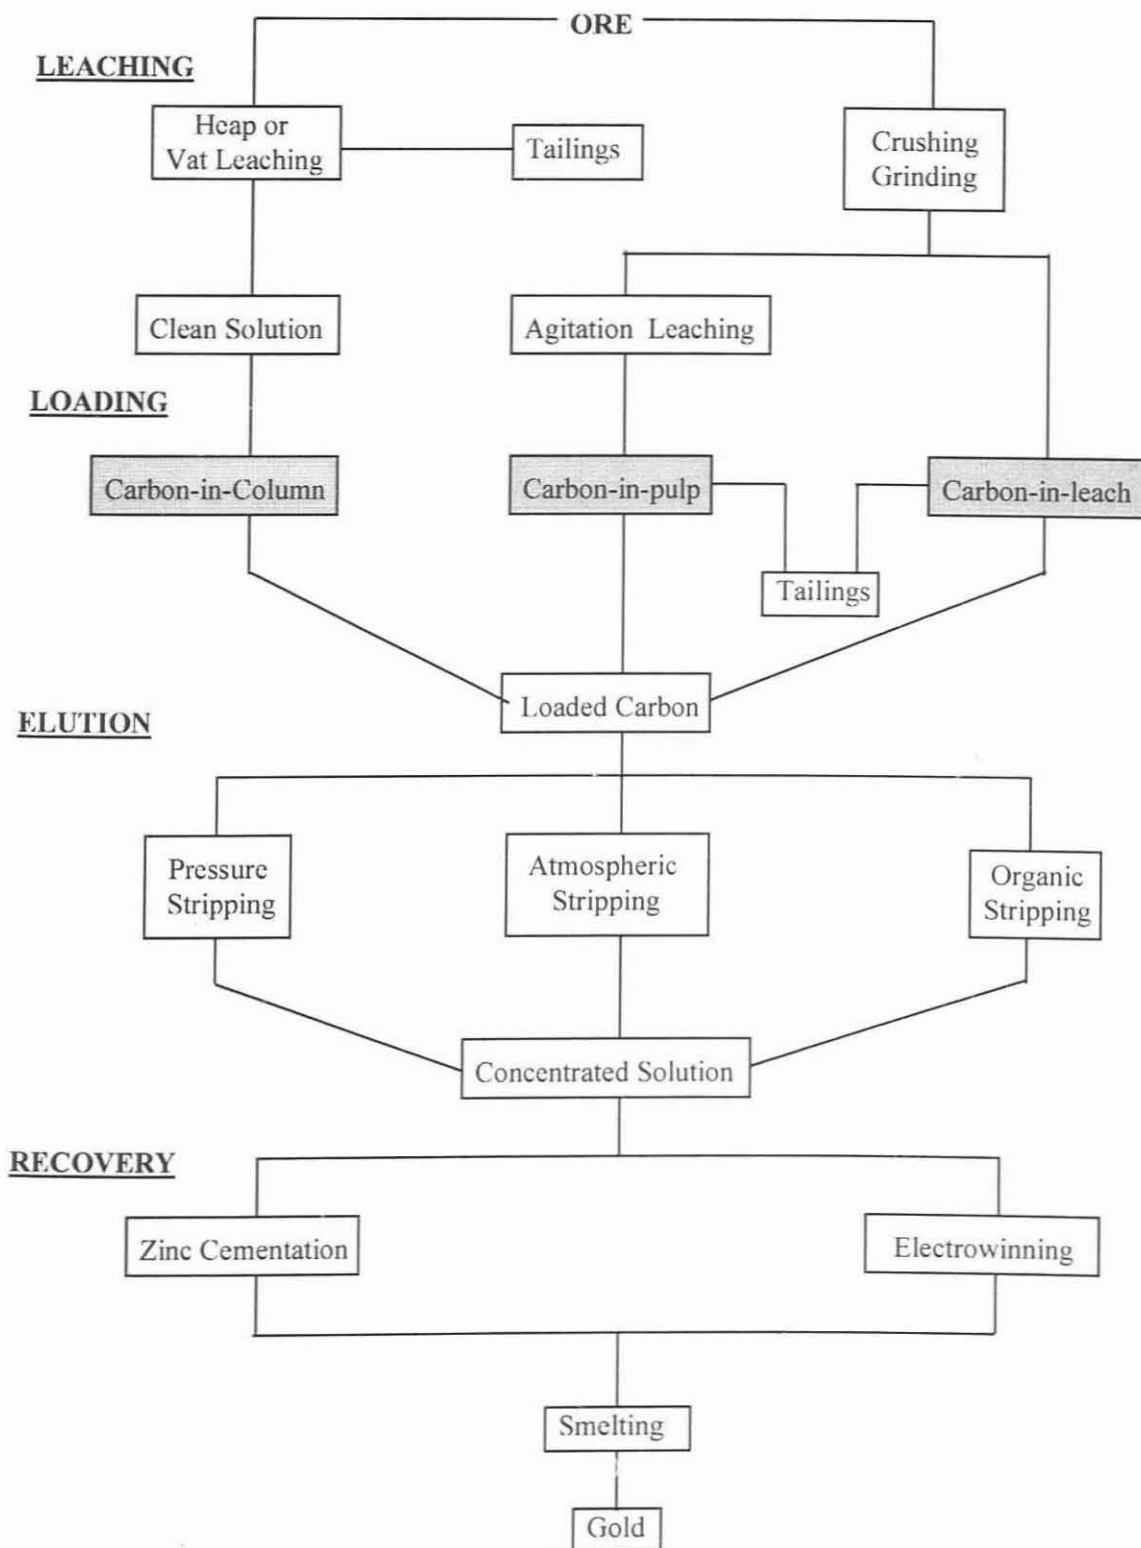 ORE
LEACHING
Heap or
Vat Leaching
Tailings
Crushing
Grinding
Clean Solution
Agitation Leaching
LOADING
Carbon-in-Column
Carbon-in-pulp
Carbon-in-leach
Tailings
Loaded Carbon
ELUTION
Pressure
Stripping
Atmospheric
Stripping
Organic
Stripping
Concentrated Solution
RECOVERY
Zinc Cementation
Electrowinning
Smelting
Gold